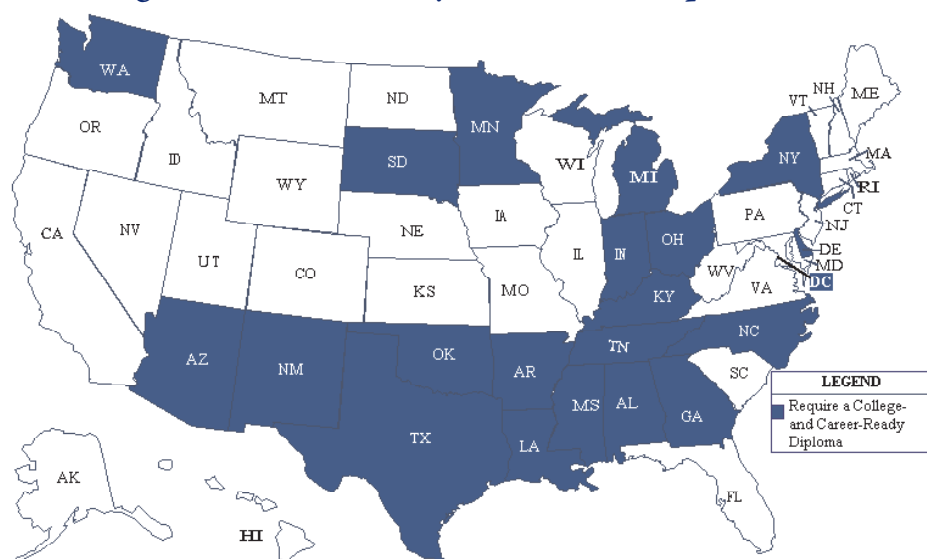 WA
MT
ND
MN
OR
ID
SD
WY
WI
MI
NY
VT
NH
ME
MA
RI
CT
CA
NV
UT
CO
NE
IA
KS
MO
IL
IN
OH
PA
NJ
DE
MD
DC
WV
VA
KY
AZ
NM
OK
AR
TN
NC
SC
TX
LA
MS
AL
GA
FL
AK
HI
LEGEND
Require a College-
and Career-Ready
Diploma